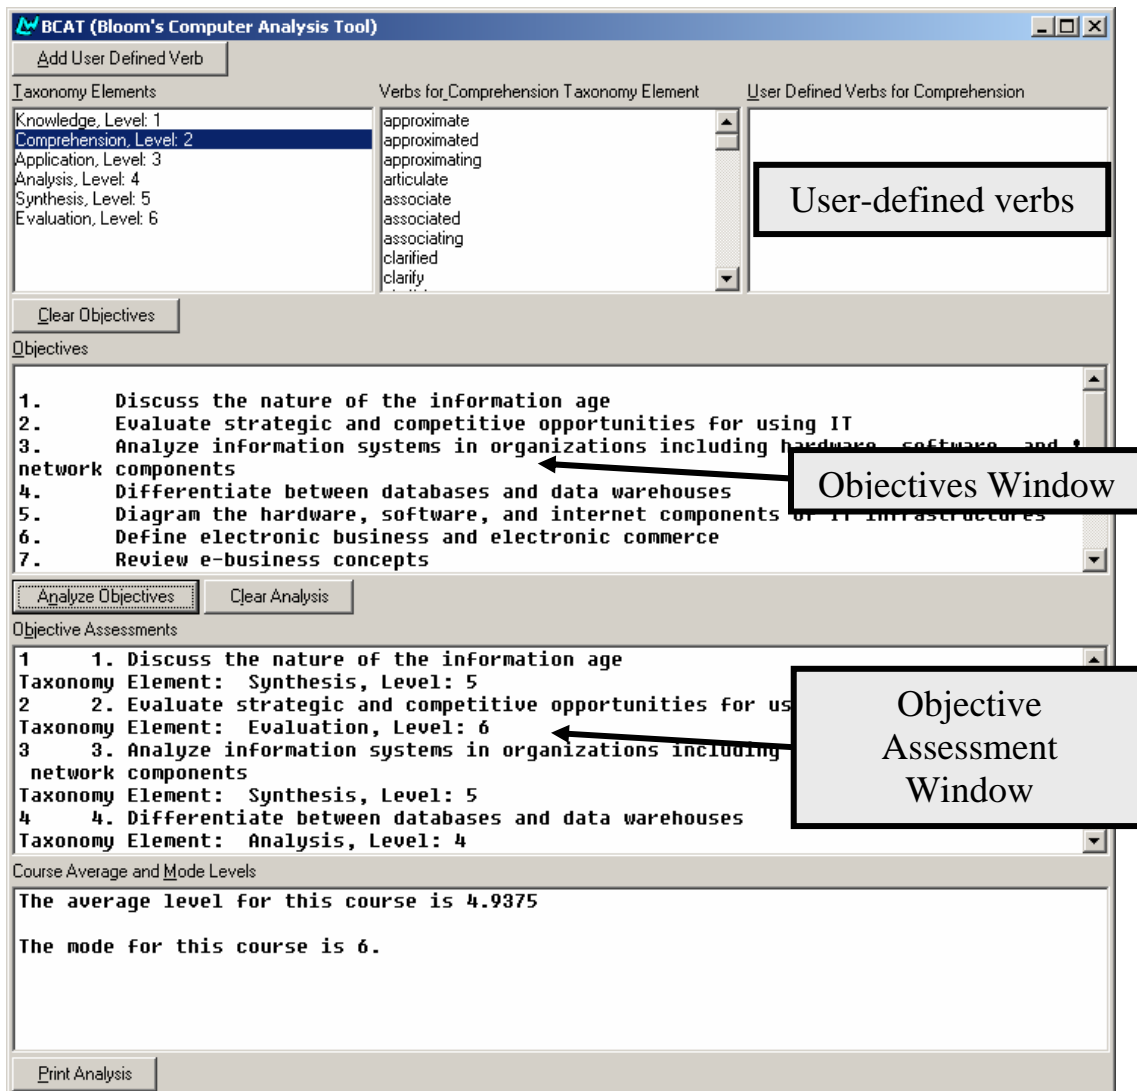 BCAT (Bloom's Computer Analysis Tool)
Add User Defined Verb
Taxonomy Elements
Verbs for Comprehension Taxonomy Element
User Defined Verbs for Comprehension
Knowledge, Level: 1
Comprehension, Level: 2
Application, Level: 3
Analysis, Level: 4
Synthesis, Level: 5
Evaluation, Level: 6
approximate
approximated
approximating
articulate
associate
associated
associating
clarified
clarify
User-defined verbs
Clear Objectives
Objectives
1. Discuss the nature of the information age
2. Evaluate strategic and competitive opportunities for using IT
3. Analyze information systems in organizations including hardware, software, and
network components
4. Differentiate between databases and data warehouses
5. Diagram the hardware, software, and internet components of IT infrastructures
6. Define electronic business and electronic commerce
7. Review e-business concepts
Objectives Window
Analyze Objectives
Clear Analysis
Objective Assessments
1 1. Discuss the nature of the information age
Taxonomy Element: Synthesis, Level: 5
2 2. Evaluate strategic and competitive opportunities for us
Taxonomy Element: Evaluation, Level: 6
3 3. Analyze information systems in organizations including
network components
Taxonomy Element: Synthesis, Level: 5
4 4. Differentiate between databases and data warehouses
Taxonomy Element: Analysis, Level: 4
Objective
Assessment
Window
Course Average and Mode Levels
The average level for this course is 4.9375
The mode for this course is 6.
Print Analysis